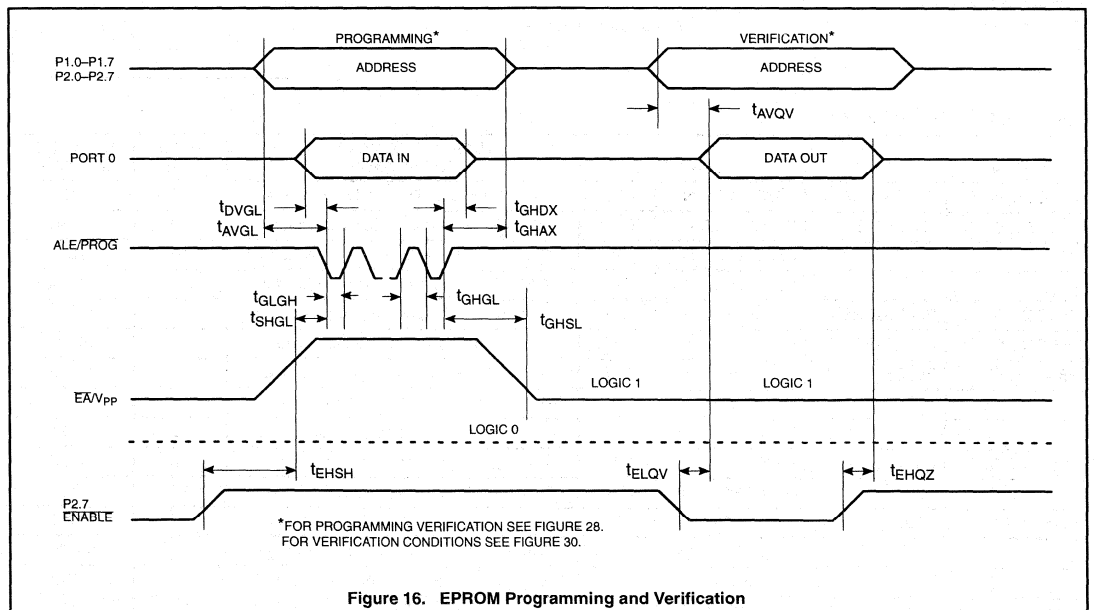 PROGRAMMING*
VERIFICATION*
P1.0–P1.7
P2.0–P2.7
ADDRESS
ADDRESS
tAVQV
PORT 0
DATA IN
DATA OUT
tDVGL
tGHDX
tAVGL
tGHAX
ALE/PROG
tGLGH
tGHGL
tSHGL
tGHSL
LOGIC 1
LOGIC 1
EA/VPP
LOGIC 0
tEHSH
tELQV
tEHQZ
P2.7
ENABLE
*FOR PROGRAMMING VERIFICATION SEE FIGURE 28.
FOR VERIFICATION CONDITIONS SEE FIGURE 30.
Figure 16. EPROM Programming and Verification